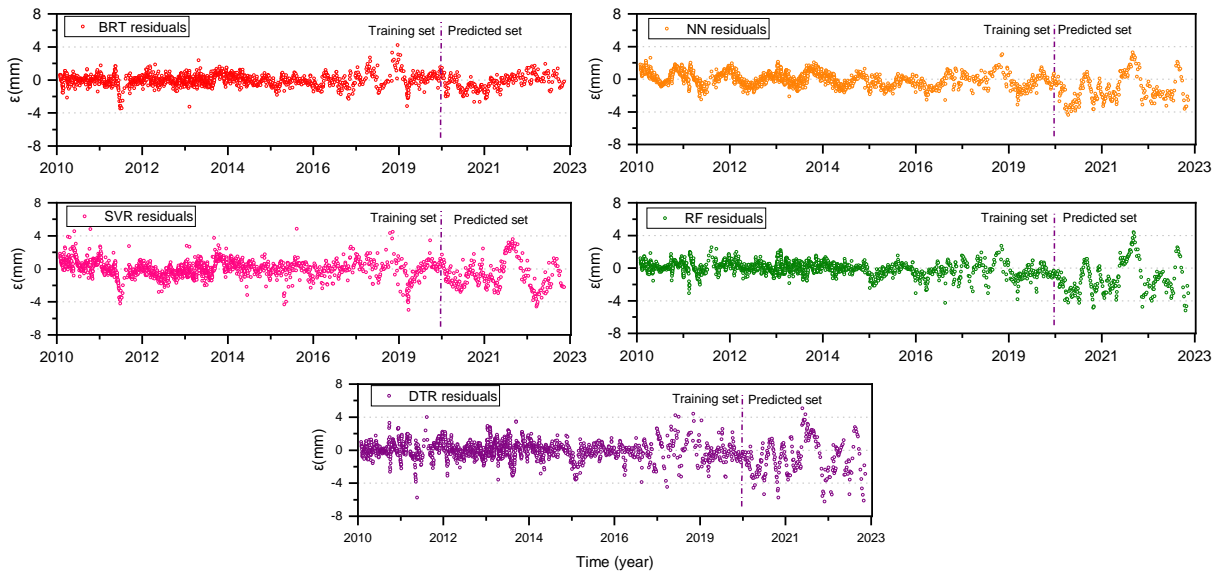 BRT residuals
Training set Predicted set
ε(mm)
8
4
0
-4
-8
2010 2012 2014 2016 2019 2021 2023
NN residuals
Training set Predicted set
ε(mm)
8
4
0
-4
-8
2010 2012 2014 2016 2019 2021 2023
SVR residuals
Training set Predicted set
ε(mm)
8
4
0
-4
-8
2010 2012 2014 2016 2019 2021 2023
RF residuals
Training set Predicted set
ε(mm)
8
4
0
-4
-8
2010 2012 2014 2016 2019 2021 2023
DTR residuals
Training set Predicted set
ε(mm)
8
4
0
-4
-8
2010 2012 2014 2016 2019 2021 2023
Time (year)